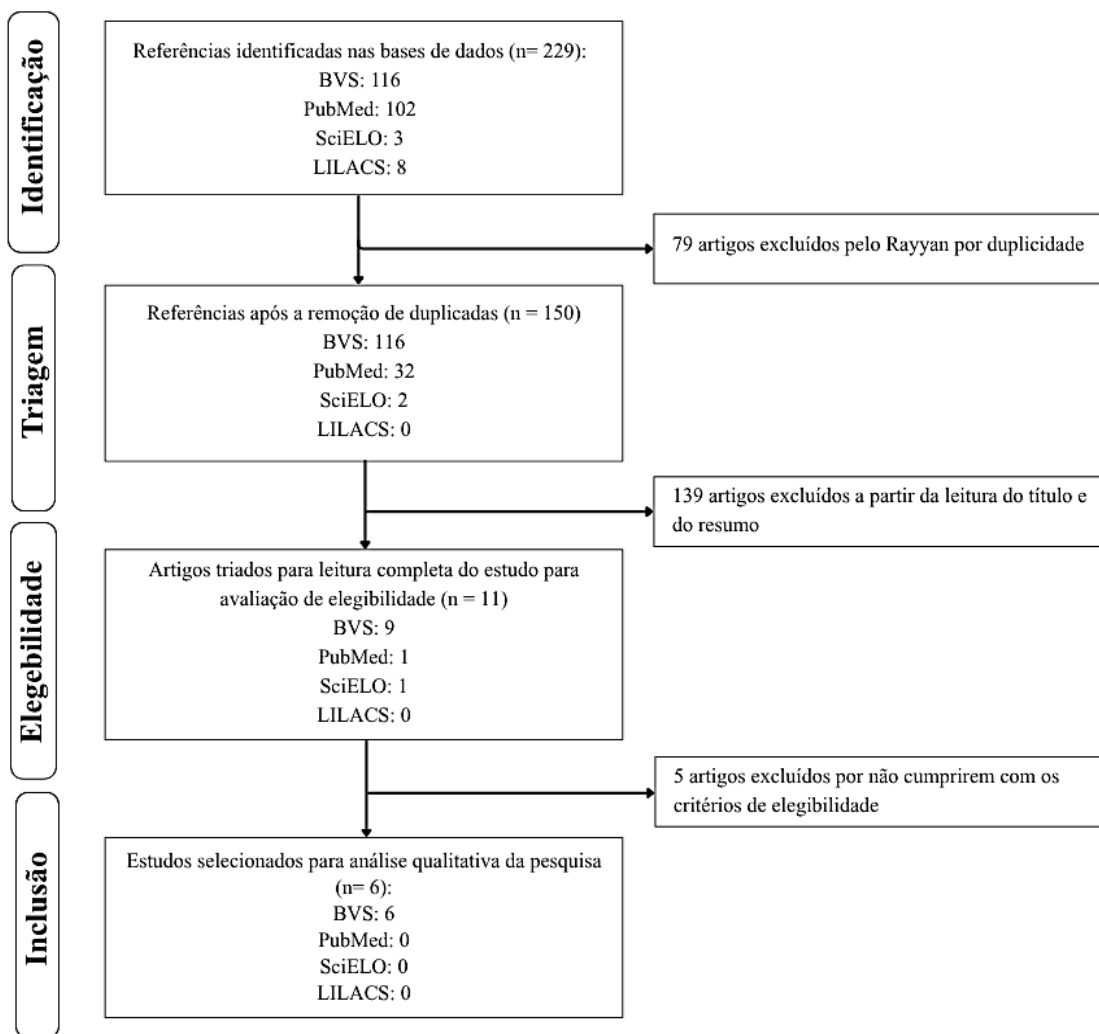 Identificação
Referências identificadas nas bases de dados (n= 229):
BVS: 116
PubMed: 102
SciELO: 3
LILACS: 8
79 artigos excluídos pelo Rayyan por duplicidade
Triagem
Referências após a remoção de duplicadas (n = 150)
BVS: 116
PubMed: 32
SciELO: 2
LILACS: 0
139 artigos excluídos a partir da leitura do título e
do resumo
Elegebilidade
Artigos triados para leitura completa do estudo para
avaliação de elegibilidade (n = 11)
BVS: 9
PubMed: 1
SciELO: 1
LILACS: 0
5 artigos excluídos por não cumprirem com os
critérios de elegibilidade
Inclusão
Estudos selecionados para análise qualitativa da pesquisa
(n= 6):
BVS: 6
PubMed: 0
SciELO: 0
LILACS: 0